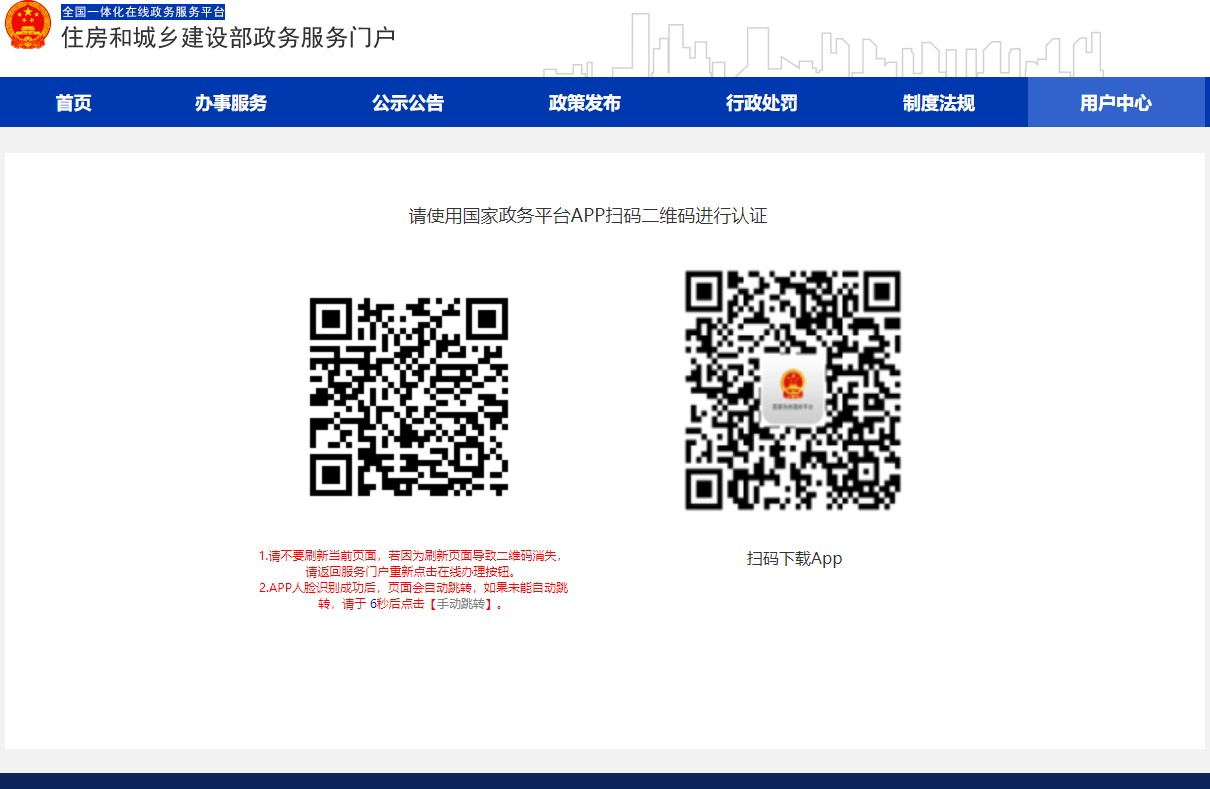 全国一体化在线政务服务平台
住房和城乡建设部政务服务门户
首页 办事服务 公示公告 政策发布 行政处罚 制度法规 用户中心
请使用国家政务平台APP扫码二维码进行认证
1.请不要刷新当前页面，若因为刷新页面导致二维码消失，
请返回服务门户重新点击在线办理按钮。
2.APP人脸识别成功后，页面会自动跳转，如果未能自动跳
转，请于 6秒后点击【手动跳转】。
扫码下载App